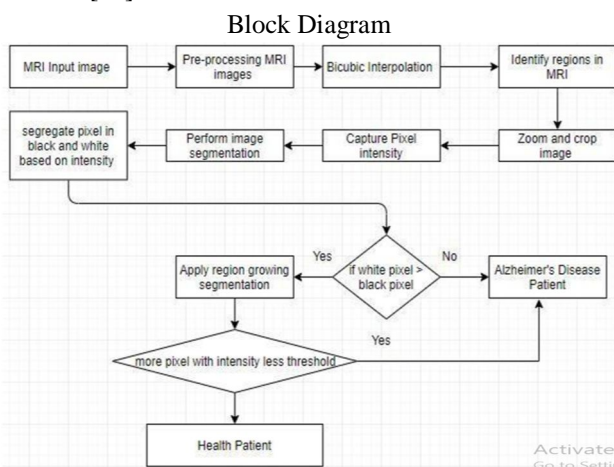 Block Diagram
MRI Input image
Pre-processing MRI
images
Bicubic Interpolation
Identify regions in
MRI
Zoom and crop
image
Capture Pixel
intensity
Perform image
segmentation
segregate pixel in
black and white
based on intensity
if white pixel >
black pixel
Yes
No
Apply region growing
segmentation
Alzheimer's Disease
Patient
more pixel with intensity less threshold
Yes
Health Patient
Activate
Go to Setti